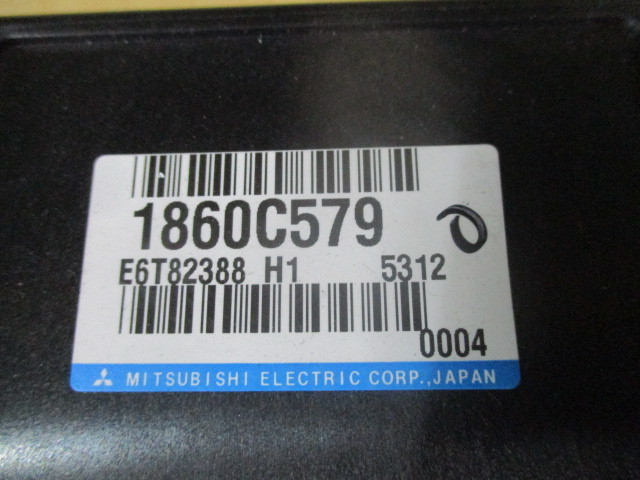 1860C579
E6T82388 H1 5312
0004
MITSUBISHI ELECTRIC CORP.,JAPAN